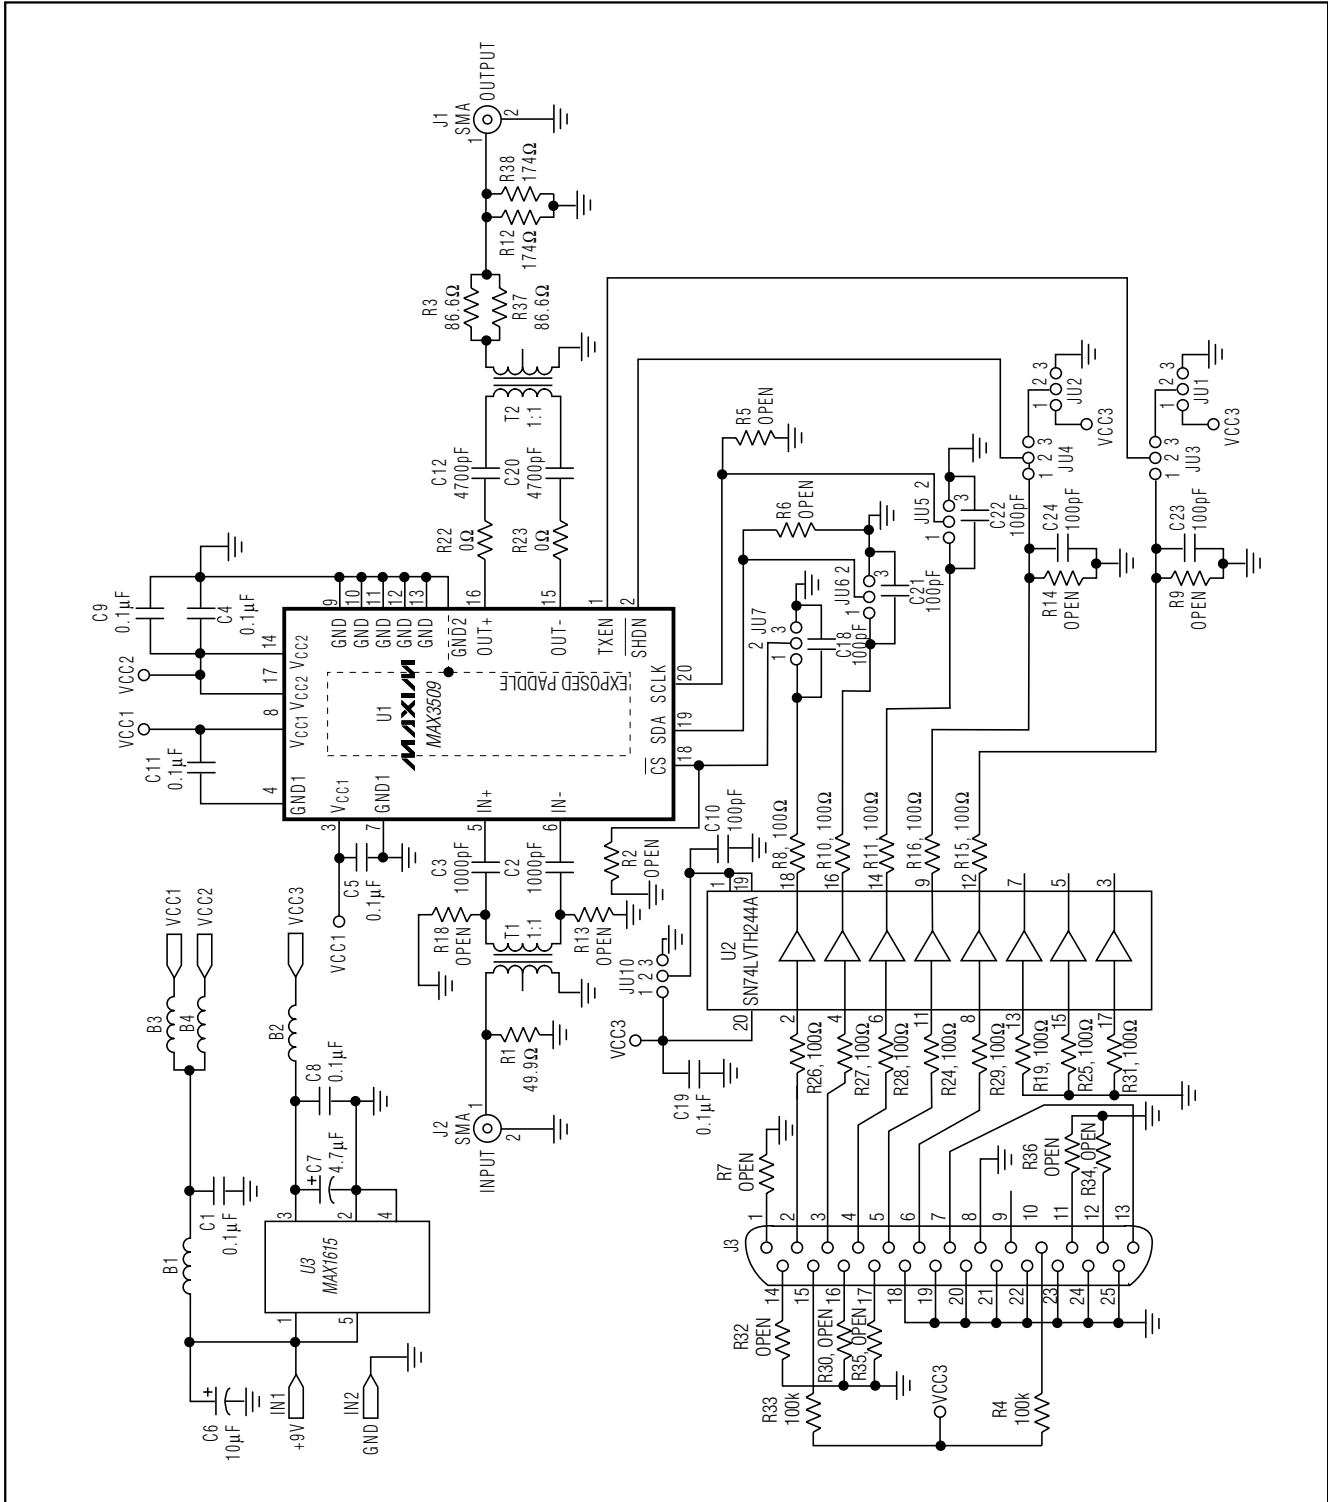 J1
SMA
OUTPUT
1
2
R38
174Ω
R12
174Ω
R3
86.6Ω
R37
86.6Ω
T2
1:1
C12
4700pF
C20
4700pF
R22
0Ω
R23
0Ω
R5
OPEN
R6
OPEN
C9
0.1µF
C4
0.1µF
VCC2
VCC1
C11
0.1µF
14
17
8
4
VCC2
VCC2
VCC1
GND1
9
10
11
12
13
GND
GND
GND
GND
GND
GND2
16
OUT+
15
OUT-
1
TXEN
2
SHDN
20
SCLK
19
SDA
18
CS
U1
MAXIM
MAX3509
EXPOSED PADDLE
3
VCC1
7
GND1
5
IN+
6
IN-
C5
0.1µF
VCC1
C3
1000pF
C2
1000pF
R2
OPEN
R18
OPEN
R13
OPEN
T1
1:1
R1
49.9Ω
J2
SMA
INPUT
1
2
VCC1
VCC2
VCC3
B3
B4
B2
B1
C8
0.1µF
C7
+
4.7µF
C1
0.1µF
U3
MAX1615
3
2
4
1
5
C6
+
10µF
IN1
+9V
IN2
GND
JU7
1
2
3
C18
100pF
JU6
1
2
3
C21
100pF
JU5
1
2
3
C22
100pF
JU4
1 2 3
JU2
1 2 3
VCC3
JU3
1 2 3
JU1
1 2 3
VCC3
C24
100pF
R14
OPEN
C23
100pF
R9
OPEN
C10
100pF
JU10
1 2 3
VCC3
C19
0.1µF
R8, 100Ω
R10, 100Ω
R11, 100Ω
R16, 100Ω
R15, 100Ω
U2
SN74LVTH244A
1
19
20
18
16
14
9
12
7
5
3
2
4
6
11
8
13
15
17
R26, 100Ω
R27, 100Ω
R28, 100Ω
R24, 100Ω
R29, 100Ω
R19, 100Ω
R25, 100Ω
R31, 100Ω
R7
OPEN
R36
OPEN
R34, OPEN
J3
1
2
3
4
5
6
7
8
9
10
11
12
13
14
15
16
17
18
19
20
21
22
23
24
25
R32
OPEN
R30, OPEN
R35, OPEN
R33
100k
VCC3
R4
100k